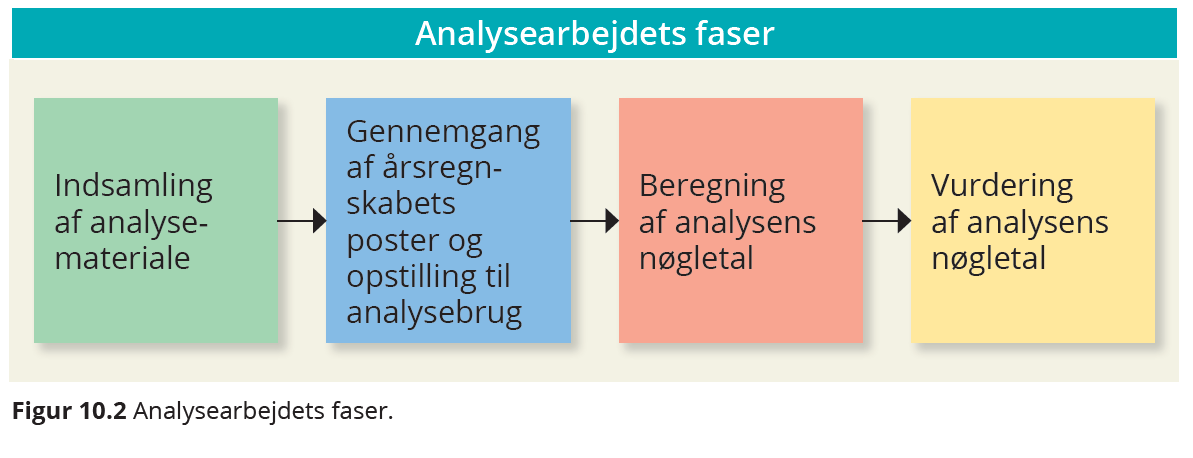 Analysearbejdets faser
Indsamling
af analyse-
materiale
Gennemgang
af årsregn-
skabets
poster og
opstilling til
analysebrug
Beregning
af analysens
nøgletal
Vurdering
af analysens
nøgletal
Figur 10.2 Analysearbejdets faser.